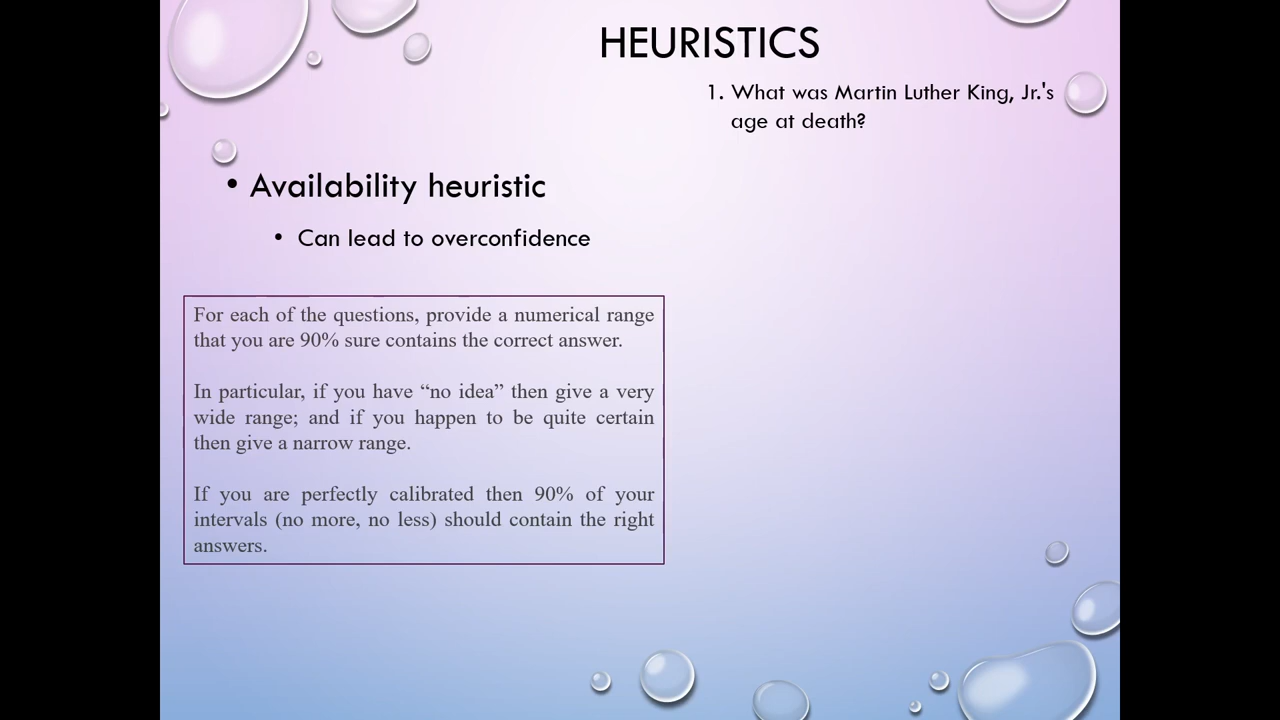 HEURISTICS
1. What was Martin Luther King, Jr.'s
age at death?
• Availability heuristic
• Can lead to overconfidence
For each of the questions, provide a numerical range
that you are 90% sure contains the correct answer.
In particular, if you have “no idea” then give a very
wide range; and if you happen to be quite certain
then give a narrow range.
If you are perfectly calibrated then 90% of your
intervals (no more, no less) should contain the right
answers.